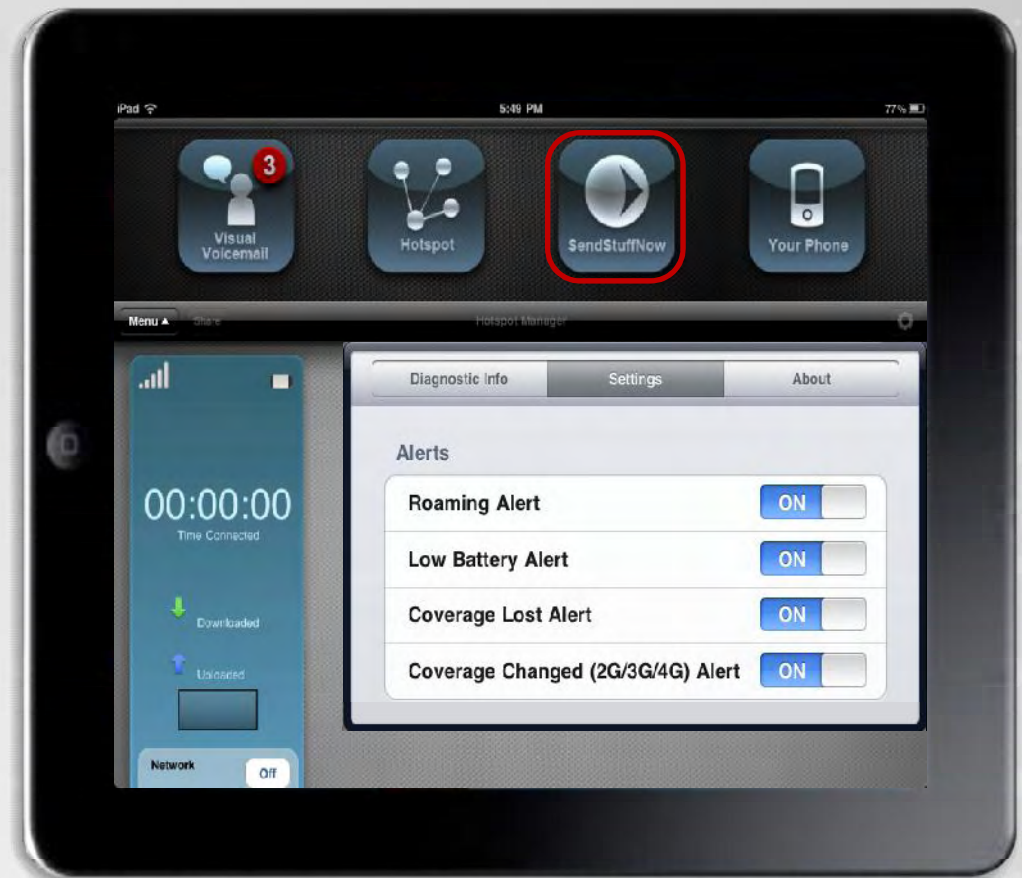 iPad
5:49 PM
77%
3
Visual
Voicemail
Hotspot
SendStuffNow
Your Phone
Menu ▲
Share
Hotspot Manager
Diagnostic Info
Settings
About
Alerts
Roaming Alert
ON
Low Battery Alert
ON
Coverage Lost Alert
ON
Coverage Changed (2G/3G/4G) Alert
ON
00:00:00
Time Connected
Downloaded
Uploaded
Network
Off